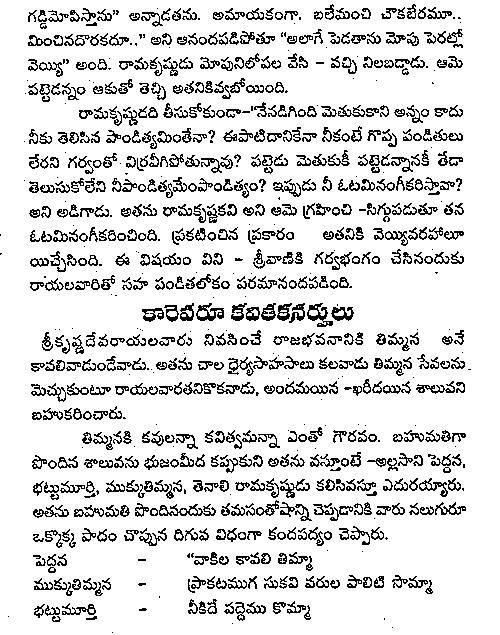 గడ్డిమోపిస్తాను" అన్నాడతను. అమాయకంగా. బలేమంచి చౌకబేరమూ..
మించినదొరకదూ.." అని ఆనందపడిపోతూ "అలాగే పెడతాను మోపు పెరట్లో
వెయ్యి" అంది. రామకృష్ణుడు మోపునిలోపల వేసి – వచ్చి నిలబడ్డాడు. ఆమె
పట్టెడన్నం ఆకుతో తెచ్చి అతనికివ్వబోయింది.
రామకృష్ణుడది తీసుకోకుండా–"నేనడిగింది మెతుకుకాని అన్నం కాదు
నీకు తెలిసిన పాండిత్యమింతేనా? ఈపాటిదానికేనా నీకంటే గొప్ప పండితులు
లేరని గర్వంతో విర్రవీగిపోతున్నావు? పట్టెడు మెతుకుకీ పట్టెడన్నానకీ తేడా
తెలుసుకోలేని నీపాండిత్యమేంపాండిత్యం? ఇప్పుడు నీ ఓటమినంగీకరిస్తావా?
అని అడిగాడు. అతను రామకృష్ణకవి అని ఆమె గ్రహించి –సిగ్గుపడుతూ తన
ఓటమినంగీకరించింది. ప్రకటించిన ప్రకారం అతనికి వెయ్యివరహాలూ
యిచ్చేసింది. ఈ విషయం విని – శ్రీవాణికి గర్వభంగం చేసినందుకు
రాయలవారితో సహ పండితలోకం పరమానందపడింది.
కారెవరూ కవితకనర్హులు
శ్రీకృష్ణదేవరాయలవారు నివసించే రాజభవనానికి తిమ్మన అనే
కావలివాడుండేవాడు. అతను చాల ధైర్యసాహసాలు కలవాడు తిమ్మన సేవలను
మెచ్చుకుంటూ రాయలవారతనికొకనాడు, అందమయిన –ఖరీదయిన శాలువని
బహుకరించారు.
తిమ్మనకి కవులన్నా కవిత్వమన్నా ఎంతో గౌరవం. బహుమతిగా
పొందిన శాలువను భుజంమీద కప్పుకుని అతను వస్తూంటే –అల్లసాని పెద్దన,
భట్టుమూర్తి, ముక్కుతిమ్మన, తెనాలి రామకృష్ణుడు కలిసివస్తూ ఎదురయ్యారు.
అతను బహుమతి పొందినందుకు తమసంతోషాన్ని చెప్పడానికి వారు నలుగురూ
ఒక్కొక్క పాదం చొప్పున దిగువ విధంగా కందపద్యం చెప్పారు.
పెద్దన – "వాకిల కావలి తిమ్మా
ముక్కుతిమ్మన – ప్రాకటముగ సుకవి వరుల పాలిటి సొమ్మా
భట్టుమూర్తి – నీకిదే పద్దెము కొమ్మా